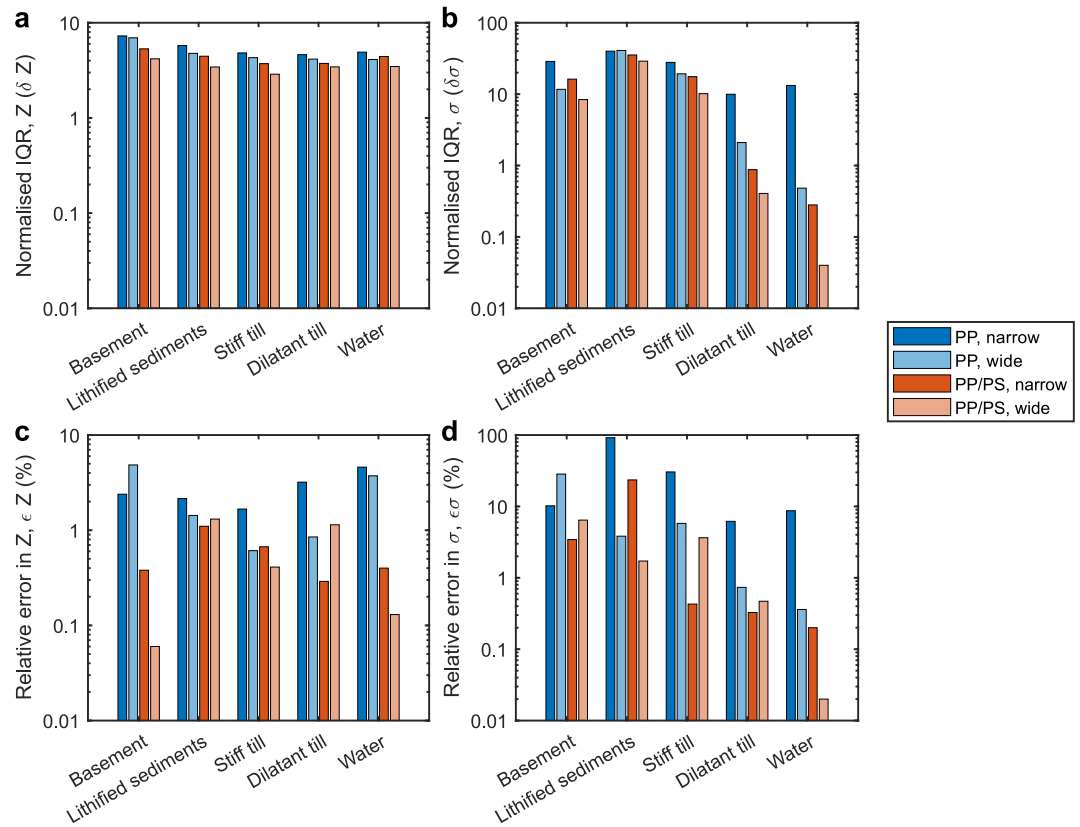 a
Normalised IQR, Z (δ Z)
10
1
0.1
0.01
Basement
Lithified sediments
Stiff till
Dilatant till
Water
b
Normalised IQR, σ (δσ)
100
10
1
0.1
0.01
Basement
Lithified sediments
Stiff till
Dilatant till
Water
PP, narrow
PP, wide
PP/PS, narrow
PP/PS, wide
c
Relative error in Z, ϵ Z (%)
10
1
0.1
0.01
Basement
Lithified sediments
Stiff till
Dilatant till
Water
d
Relative error in σ, ϵσ (%)
100
10
1
0.1
0.01
Basement
Lithified sediments
Stiff till
Dilatant till
Water